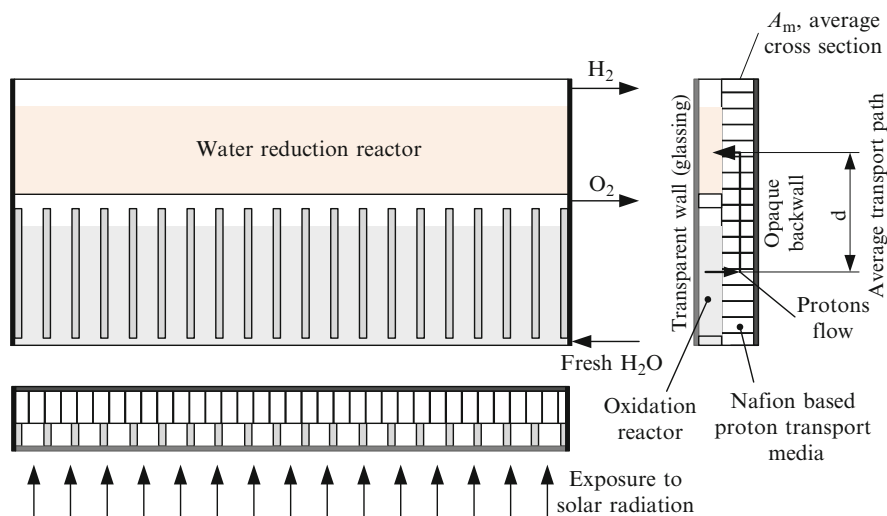 A_m, average
cross section
H2
Water reduction reactor
O2
Fresh H2O
Transparent wall (glassing)
Opaque
backwall
d
Average transport path
Protons
flow
Oxidation
reactor
Nafion based
proton transport
media
Exposure to
solar radiation